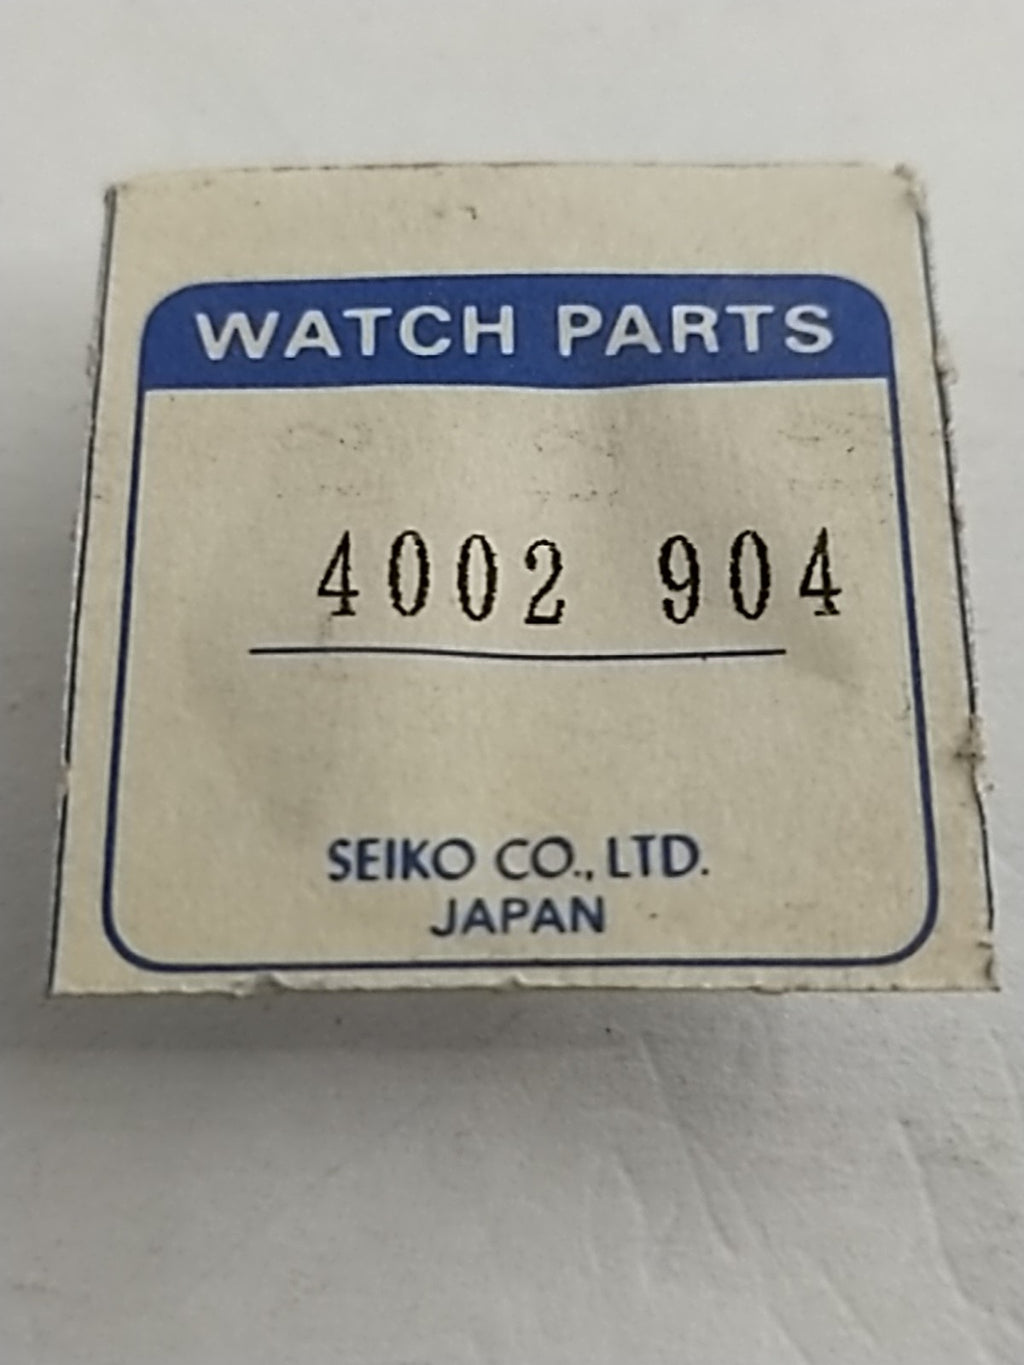 WATCH PARTS
4002 904
SEIKO CO., LTD.
JAPAN